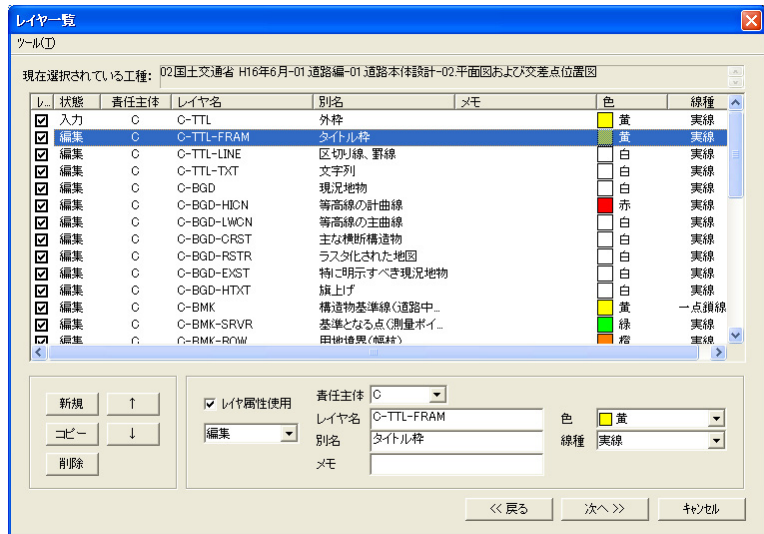 レイヤ一覧
ツール(T)
現在選択されている工種: 02国土交通省 H16年6月-01道路編-01道路本体設計-02.平面図および交差点位置図
レ... 状態 責任主体 レイヤ名 別名 メモ 色 線種
入力 C C-TTL 外枠 黄 実線
編集 C C-TTL-FRAM タイトル枠 黄 実線
編集 C C-TTL-LINE 区切り線、罫線 白 実線
編集 C C-TTL-TXT 文字列 白 実線
編集 C C-BGD 現況地物 白 実線
編集 C C-BGD-HICN 等高線の計曲線 赤 実線
編集 C C-BGD-LWCN 等高線の主曲線 白 実線
編集 C C-BGD-CRST 主な横断構造物 白 実線
編集 C C-BGD-RSTR ラスタ化された地図 白 実線
編集 C C-BGD-EXST 特に明示すべき現況地物 白 実線
編集 C C-BGD-HTXT 旗上げ 白 実線
編集 C C-BMK 構造物基準線(道路中... 黄 一点鎖線
編集 C C-BMK-SRVR 基準となる点(測量ポイ... 緑 実線
編集 C C-BMK-ROW 用地境界(幅杭) 橙 実線
新規 ↑
コピー ↓
削除
レイヤ属性使用
編集
責任主体 C
レイヤ名 C-TTL-FRAM
別名 タイトル枠
メモ
色 黄
線種 実線
<< 戻る 次へ >> キャンセル